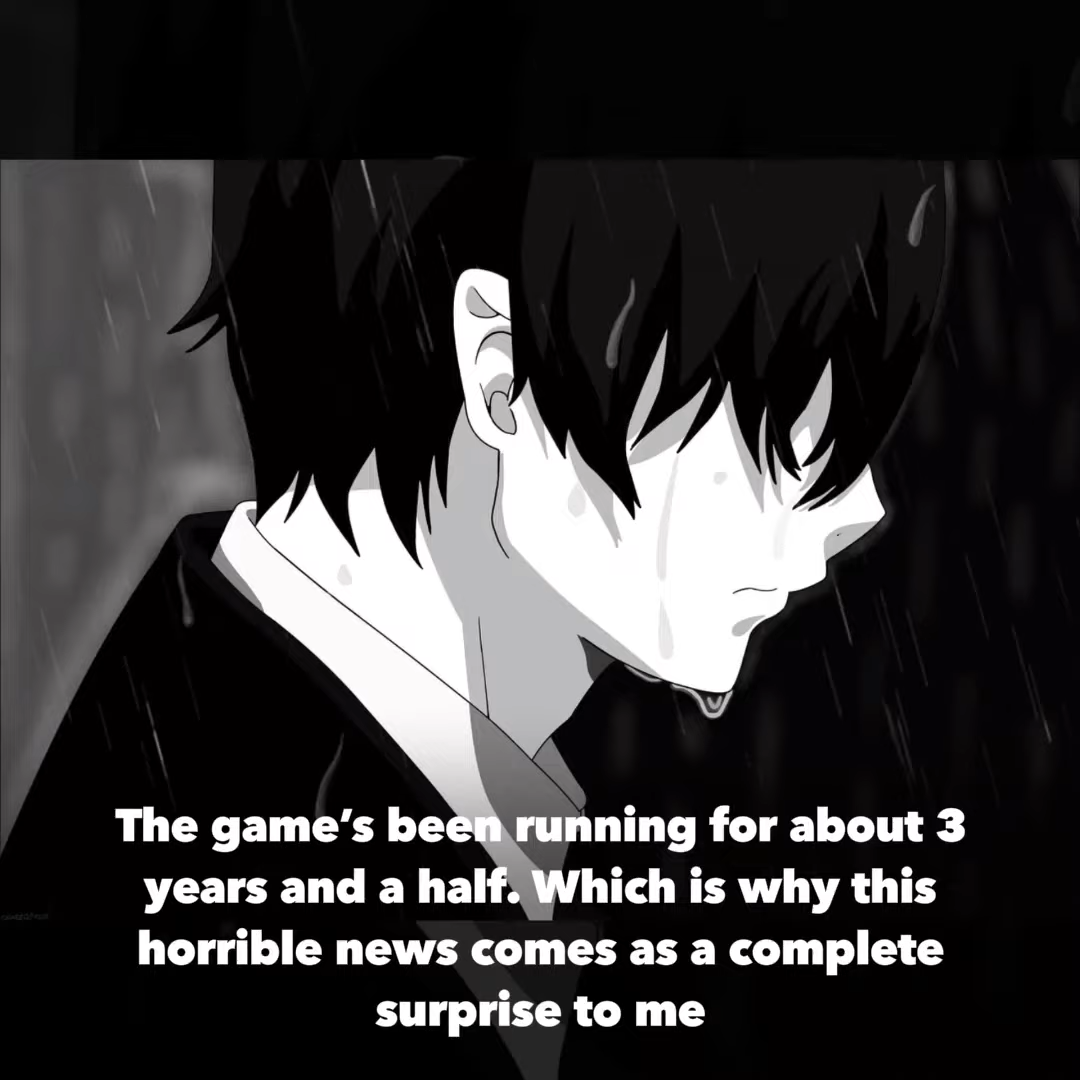 The game’s been running for about 3
years and a half. Which is why this
horrible news comes as a complete
surprise to me